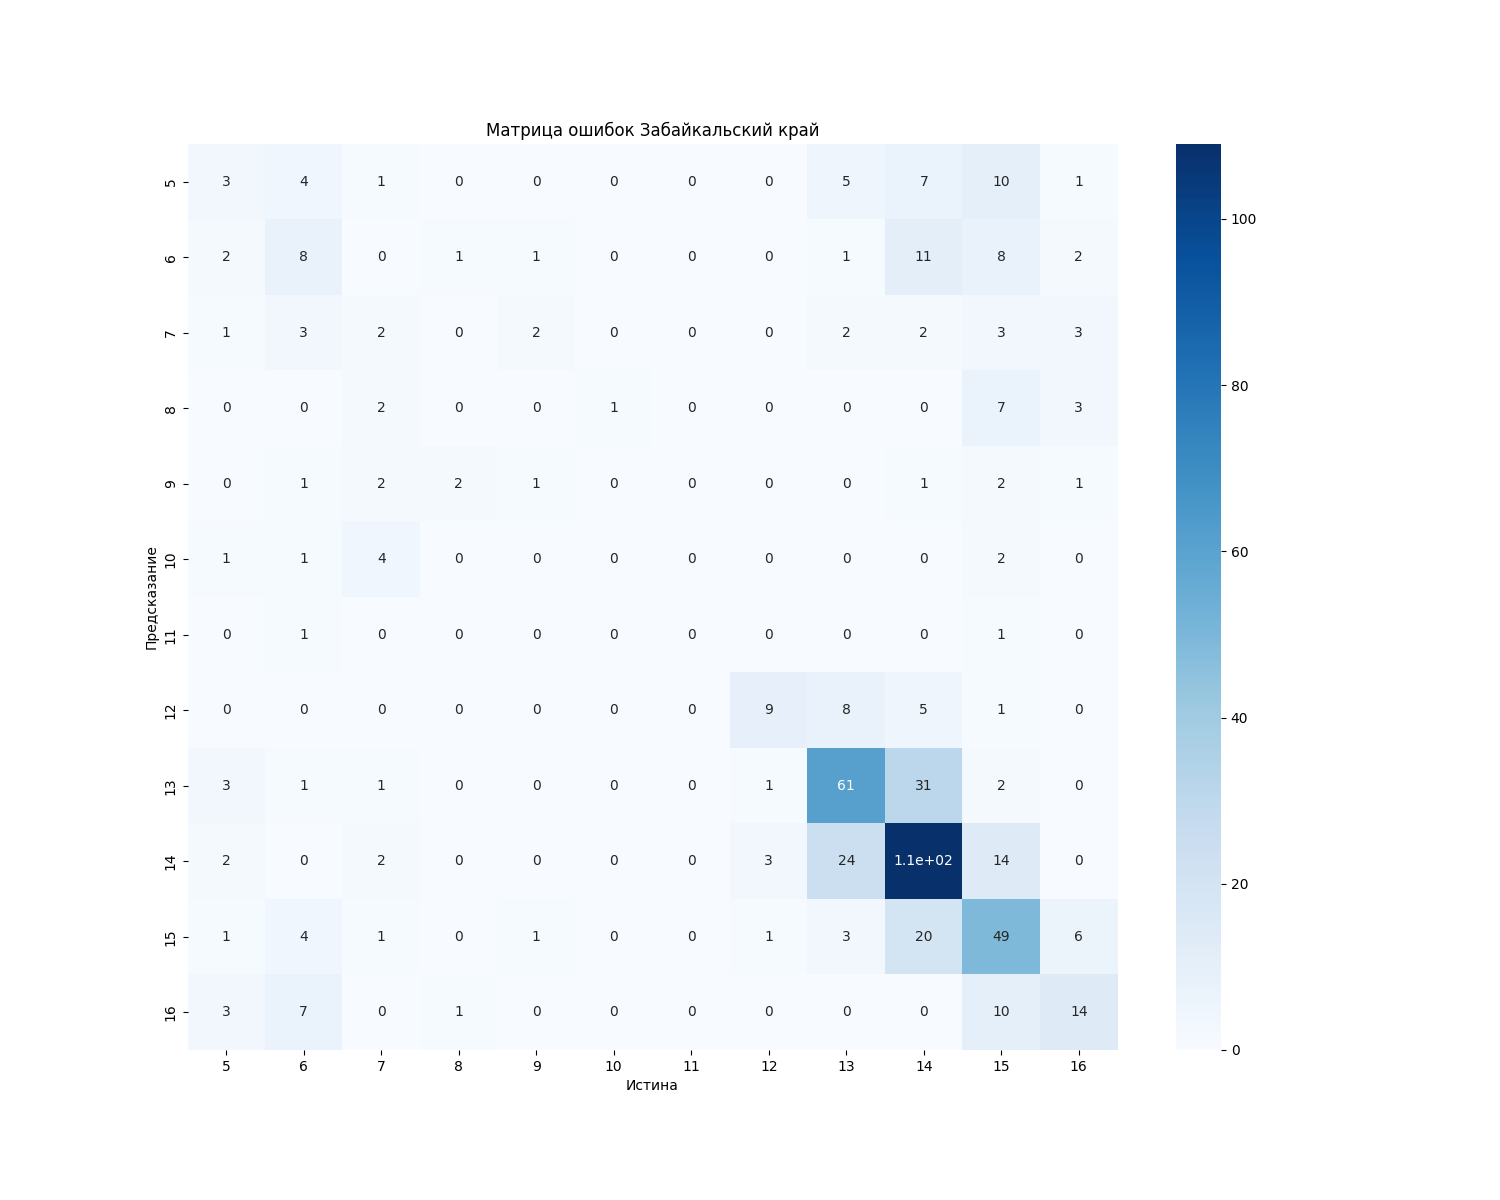 Матрица ошибок Забайкальский край
Предсказание
5 3 4 1 0 0 0 0 0 5 7 10 1
6 2 8 0 1 1 0 0 0 1 11 8 2
7 1 3 2 0 2 0 0 0 2 2 3 3
8 0 0 2 0 0 1 0 0 0 0 7 3
9 0 1 2 2 1 0 0 0 0 1 2 1
10 1 1 4 0 0 0 0 0 0 0 2 0
11 0 1 0 0 0 0 0 0 0 0 1 0
12 0 0 0 0 0 0 0 9 8 5 1 0
13 3 1 1 0 0 0 0 1 61 31 2 0
14 2 0 2 0 0 0 0 3 24 1.1e+02 14 0
15 1 4 1 0 1 0 0 1 3 20 49 6
16 3 7 0 1 0 0 0 0 0 0 10 14
5 6 7 8 9 10 11 12 13 14 15 16
Истина
100
80
60
40
20
0